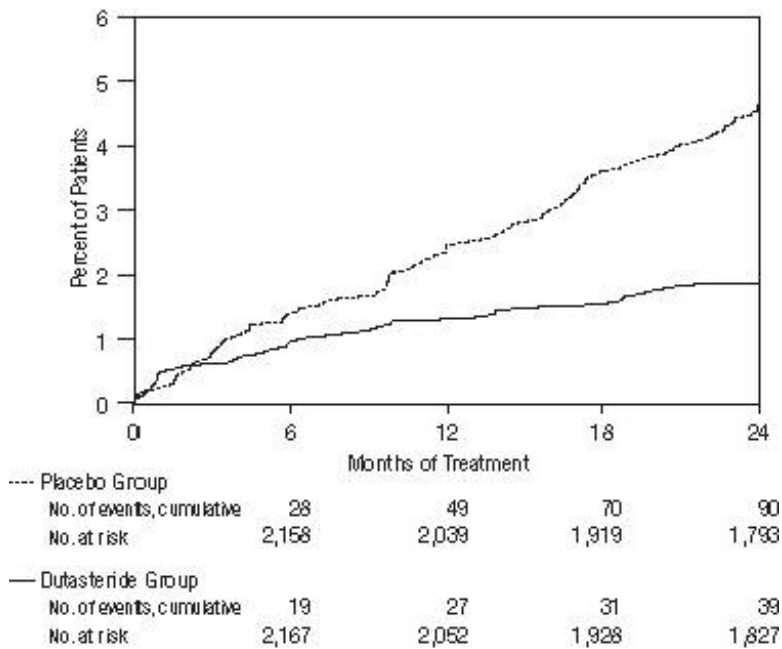 6
5
4
3
2
1
0
Percent of Patients
0 6 12 18 24
Months of Treatment
Placebo Group
No. of events, cumulative 28 49 70 90
No. at risk 2,158 2,039 1,919 1,793
Dutasteride Group
No. of events, cumulative 19 27 31 39
No. at risk 2,167 2,052 1,928 1,827